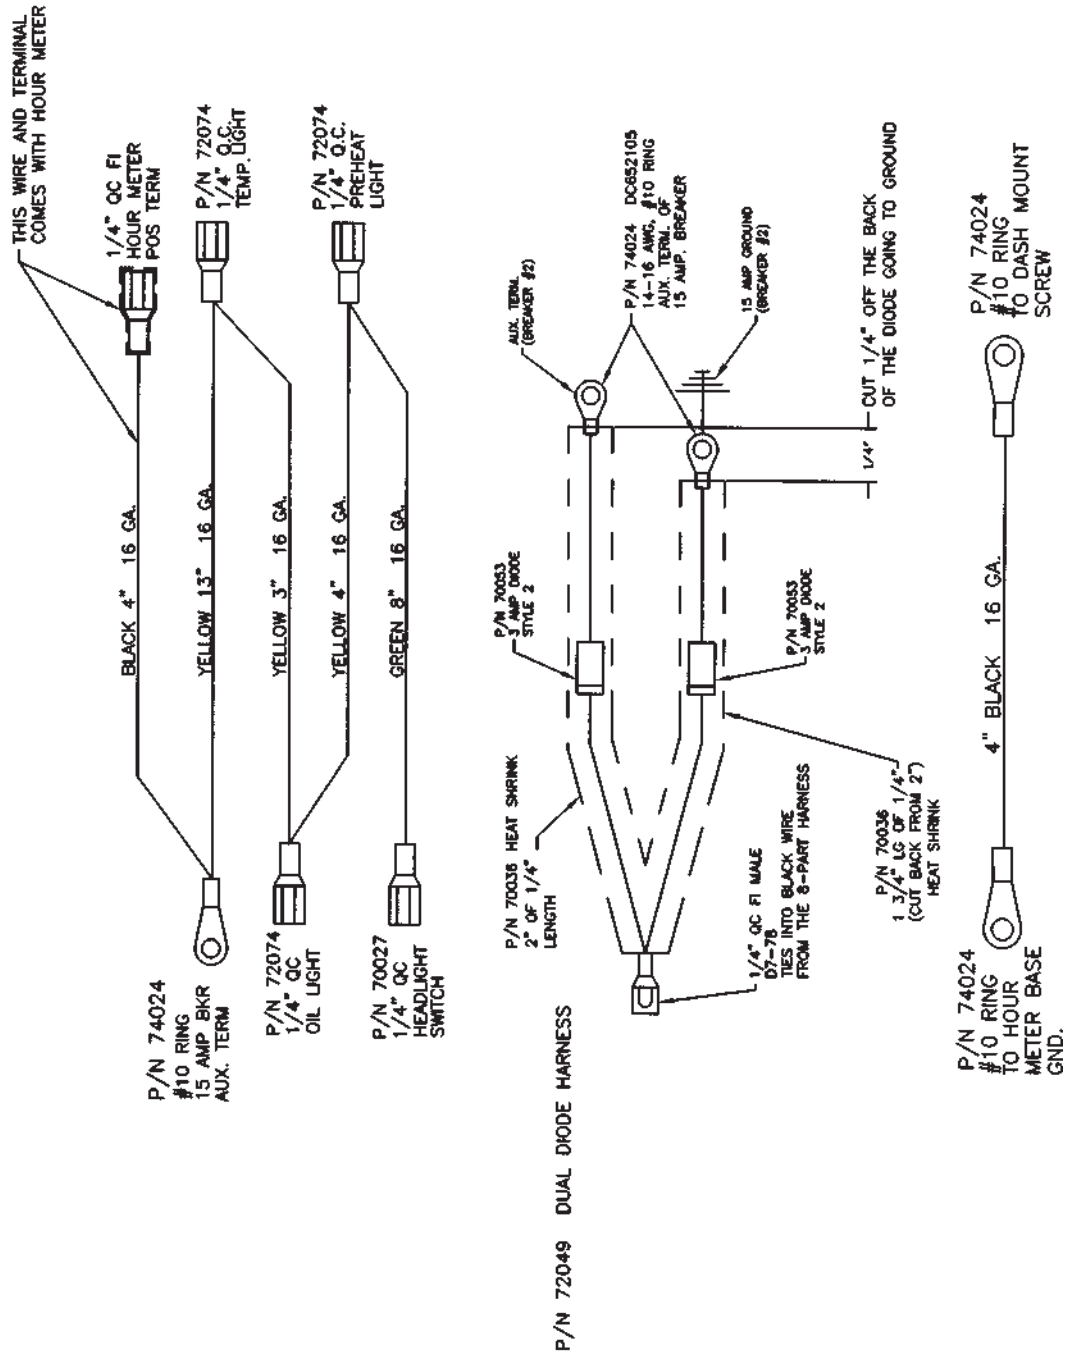 THIS WIRE AND TERMINAL
COMES WITH HOUR METER
1/4" QC FI
HOUR METER
POS TERM
BLACK 4" 16 GA.
P/N 72074
1/4" Q.C.
TEMP. LIGHT
YELLOW 13" 16 GA.
P/N 74024
#10 RING
15 AMP BKR
AUX. TERM
YELLOW 3" 16 GA.
P/N 72074
1/4" QC
OIL LIGHT
P/N 72074
1/4" Q.C.
PREHEAT
LIGHT
YELLOW 4" 16 GA.
GREEN 8" 16 GA.
P/N 70027
1/4" QC
HEADLIGHT
SWITCH
P/N 72049 DUAL DIODE HARNESS
P/N 70036 HEAT SHRINK
2" OF 1/4"
LENGTH
P/N 70053
3 AMP DIODE
STYLE 2
AUX. TERM.
(BREAKER #2)
P/N 74024 DC652105
14-16 AWG, #10 RING
AUX. TERM. OF
15 AMP. BREAKER
15 AMP GROUND
(BREAKER #2)
1/4" QC FI MALE
D7-78
TIES INTO BLACK WIRE
FROM THE 8-PART HARNESS
P/N 70053
3 AMP DIODE
STYLE 2
P/N 70036
1 3/4" LG OF 1/4"
(CUT BACK FROM 2")
HEAT SHRINK
1/4"
CUT 1/4" OFF THE BACK
OF THE DIODE GOING TO GROUND
P/N 74024
#10 RING
TO HOUR
METER BASE
GND.
4" BLACK 16 GA.
P/N 74024
#10 RING
TO DASH MOUNT
SCREW